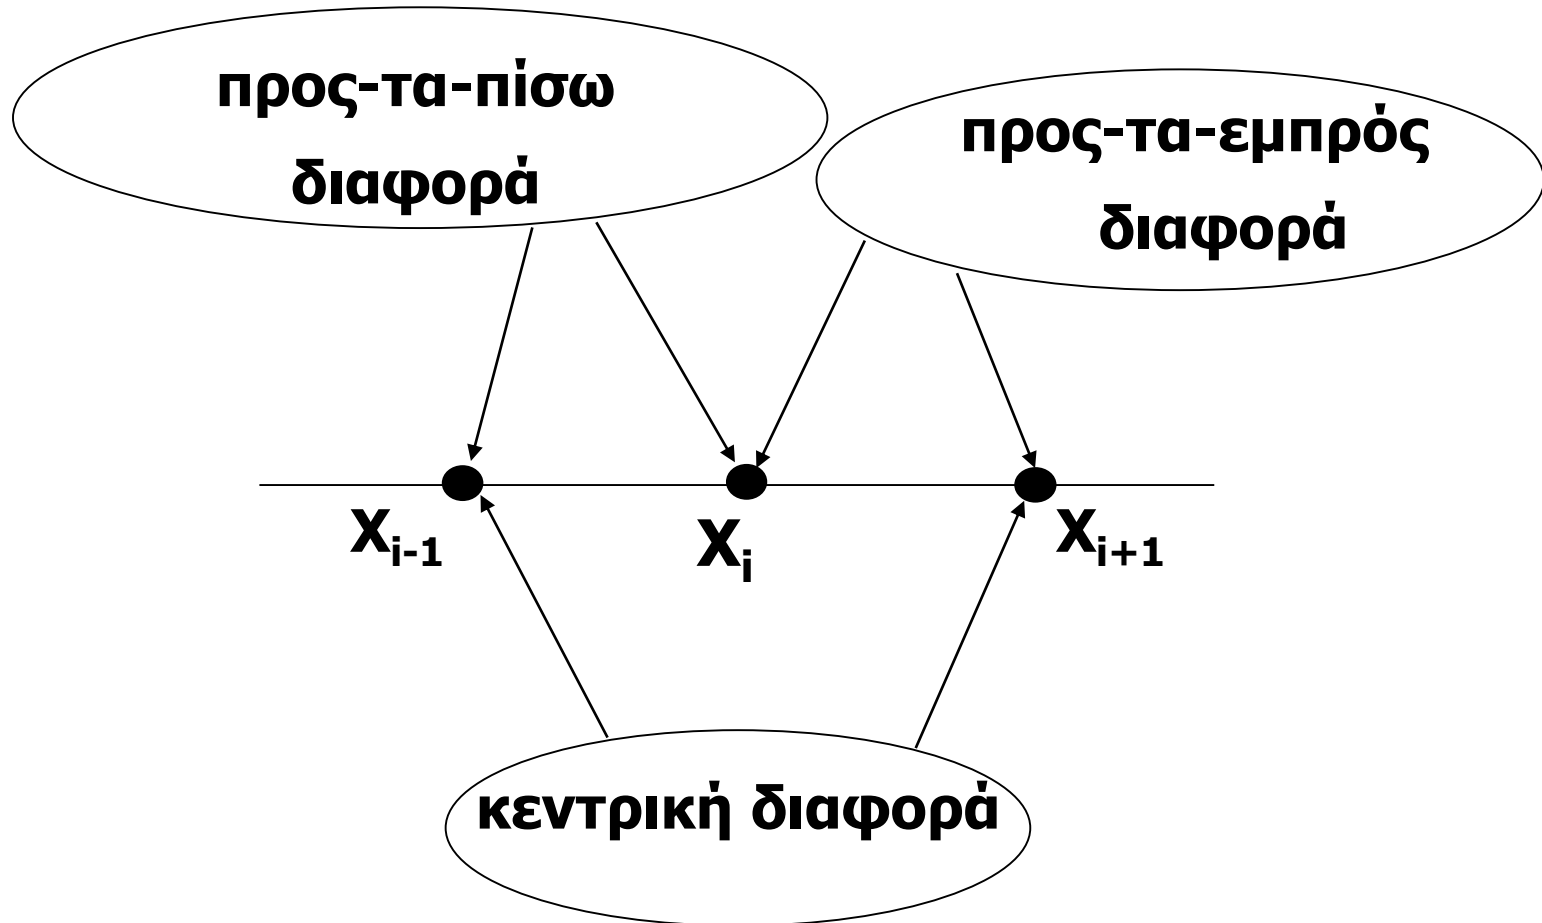 προς-τα-πίσω
διαφορά
προς-τα-εμπρός
διαφορά
X_{i-1}
X_i
X_{i+1}
κεντρική διαφορά